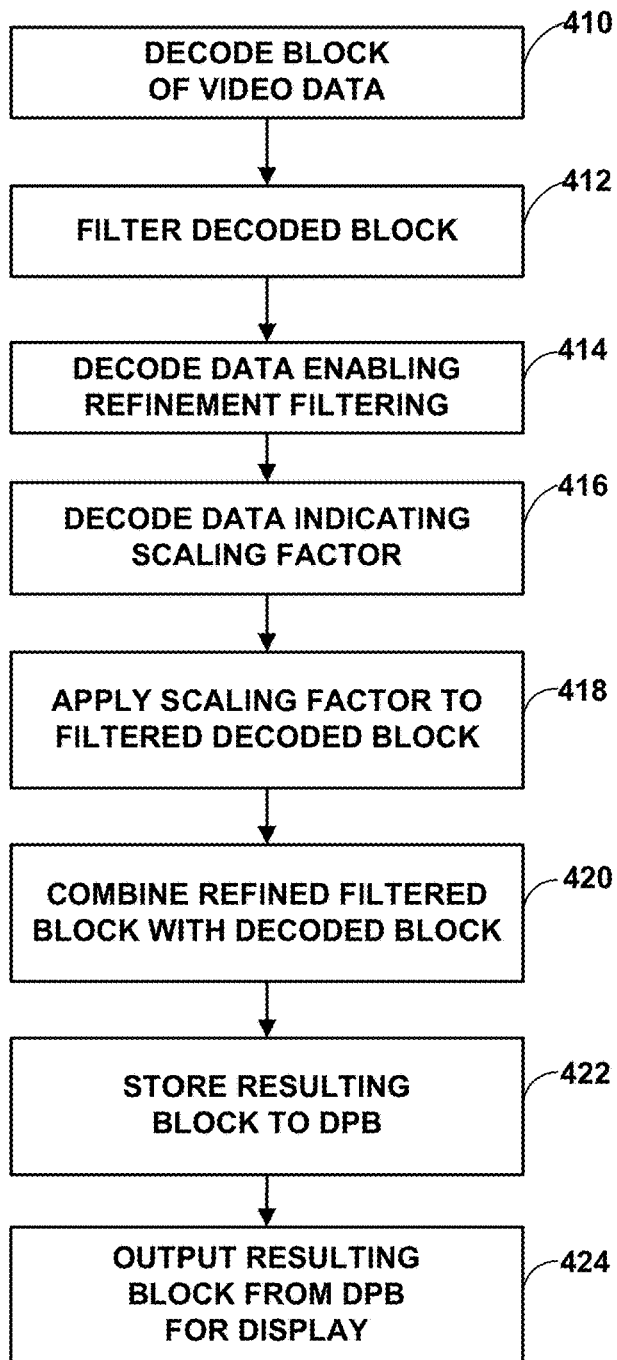 410
DECODE BLOCK
OF VIDEO DATA
412
FILTER DECODED BLOCK
414
DECODE DATA ENABLING
REFINEMENT FILTERING
416
DECODE DATA INDICATING
SCALING FACTOR
418
APPLY SCALING FACTOR TO
FILTERED DECODED BLOCK
420
COMBINE REFINED FILTERED
BLOCK WITH DECODED BLOCK
422
STORE RESULTING
BLOCK TO DPB
424
OUTPUT RESULTING
BLOCK FROM DPB
FOR DISPLAY